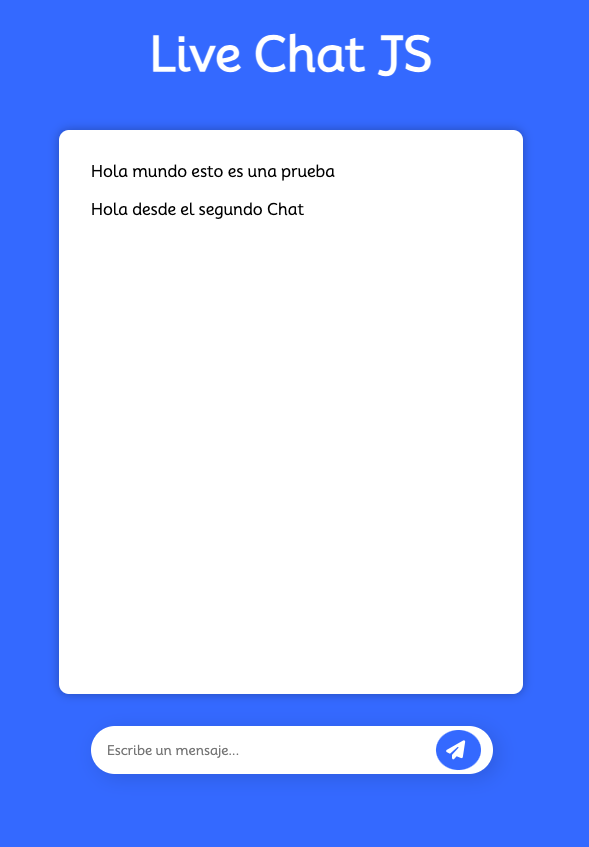 Live Chat JS
Hola mundo esto es una prueba
Hola desde el segundo Chat
Escribe un mensaje...